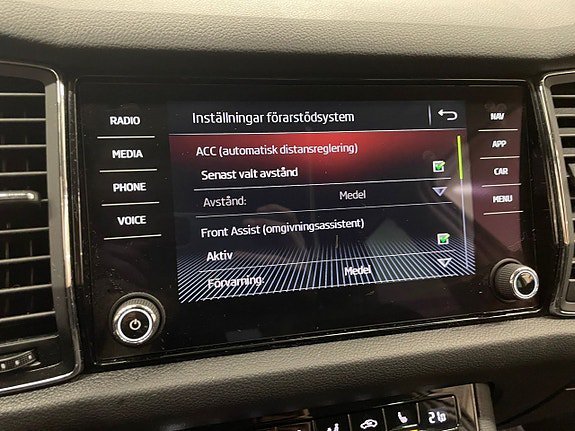 Inställningar förarstödsystem
RADIO
MEDIA
PHONE
VOICE
ACC (automatisk distansreglering)
Senast valt avstånd
Avstånd: Medel
Front Assist (omgivningsassistent)
Aktiv
Förvarning: Medel
NAV
APP
CAR
MENU